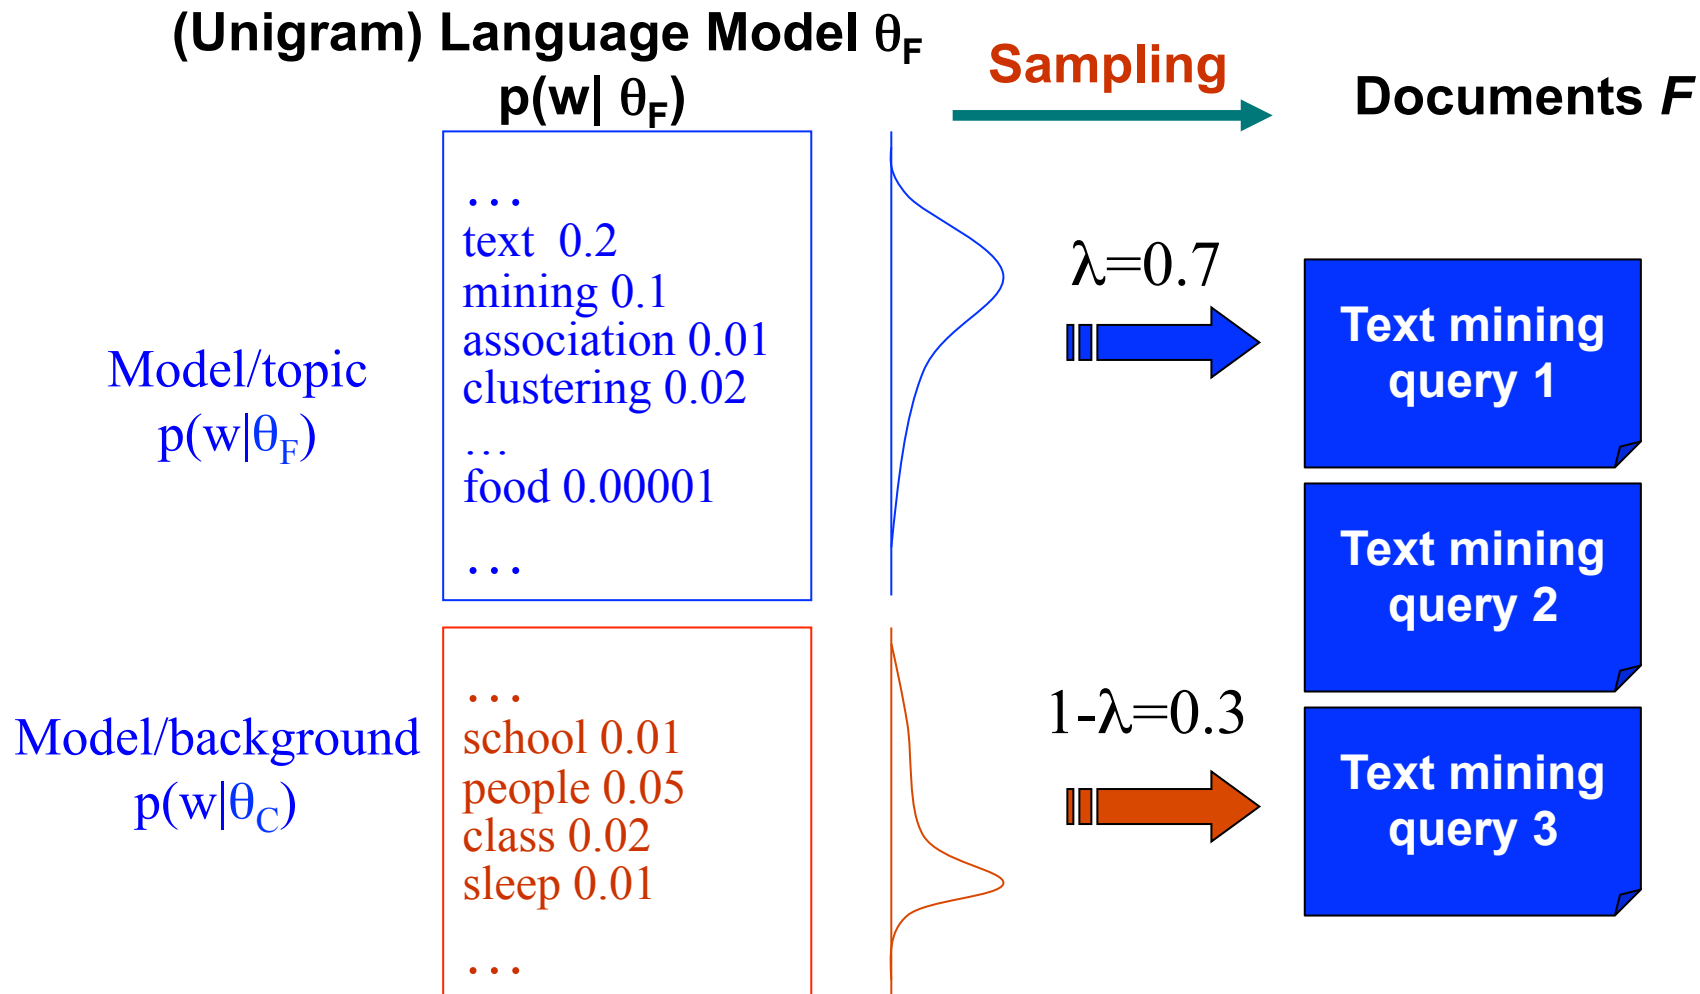 (Unigram) Language Model θF
p(w| θF)
Sampling
Documents F
Model/topic
p(w|θF)
…
text 0.2
mining 0.1
association 0.01
clustering 0.02
…
food 0.00001
…
λ=0.7
Text mining
query 1
Text mining
query 2
Model/background
p(w|θC)
…
school 0.01
people 0.05
class 0.02
sleep 0.01
…
1-λ=0.3
Text mining
query 3